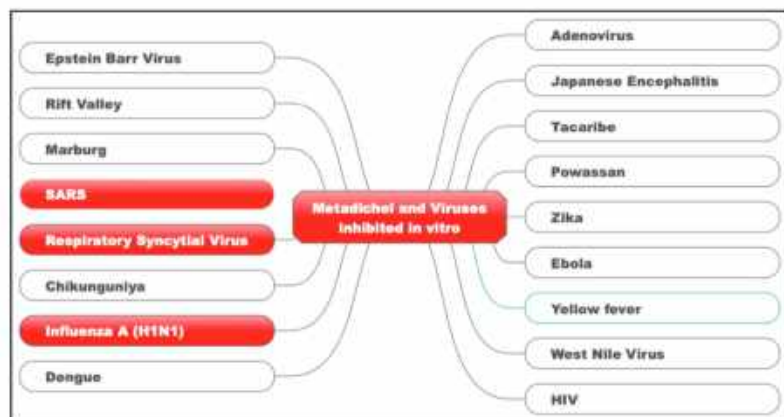 Epstein Barr Virus
Rift Valley
Marburg
SARS
Respiratory Syncytial Virus
Chikunguniya
Influenza A (H1N1)
Dengue
Metadichol and Viruses
inhibited in vitro
Adenovirus
Japanese Encephalitis
Tacaribe
Powassan
Zika
Ebola
Yellow fever
West Nile Virus
HIV